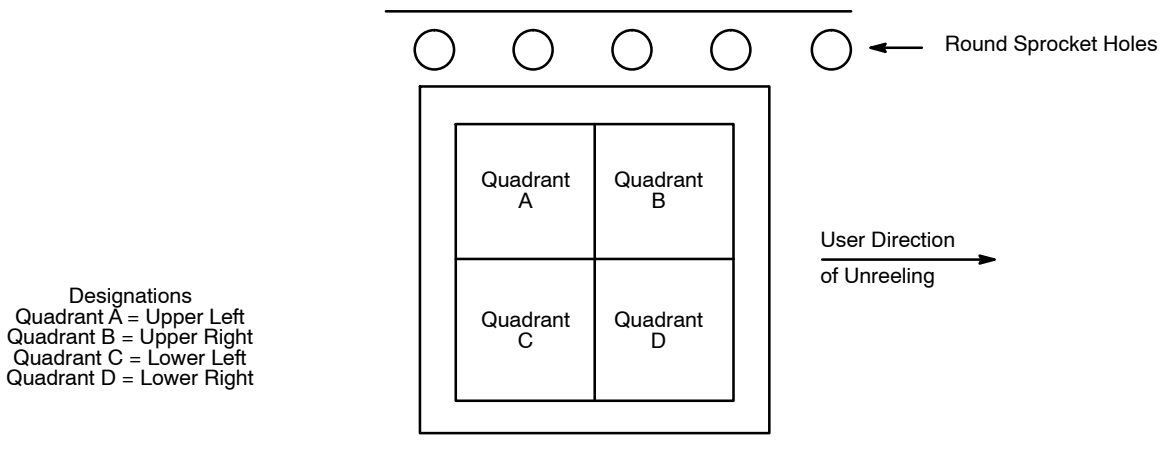 Round Sprocket Holes
Quadrant
A
Quadrant
B
User Direction
of Unreeling
Designations
Quadrant A = Upper Left
Quadrant B = Upper Right
Quadrant C = Lower Left
Quadrant D = Lower Right
Quadrant
C
Quadrant
D